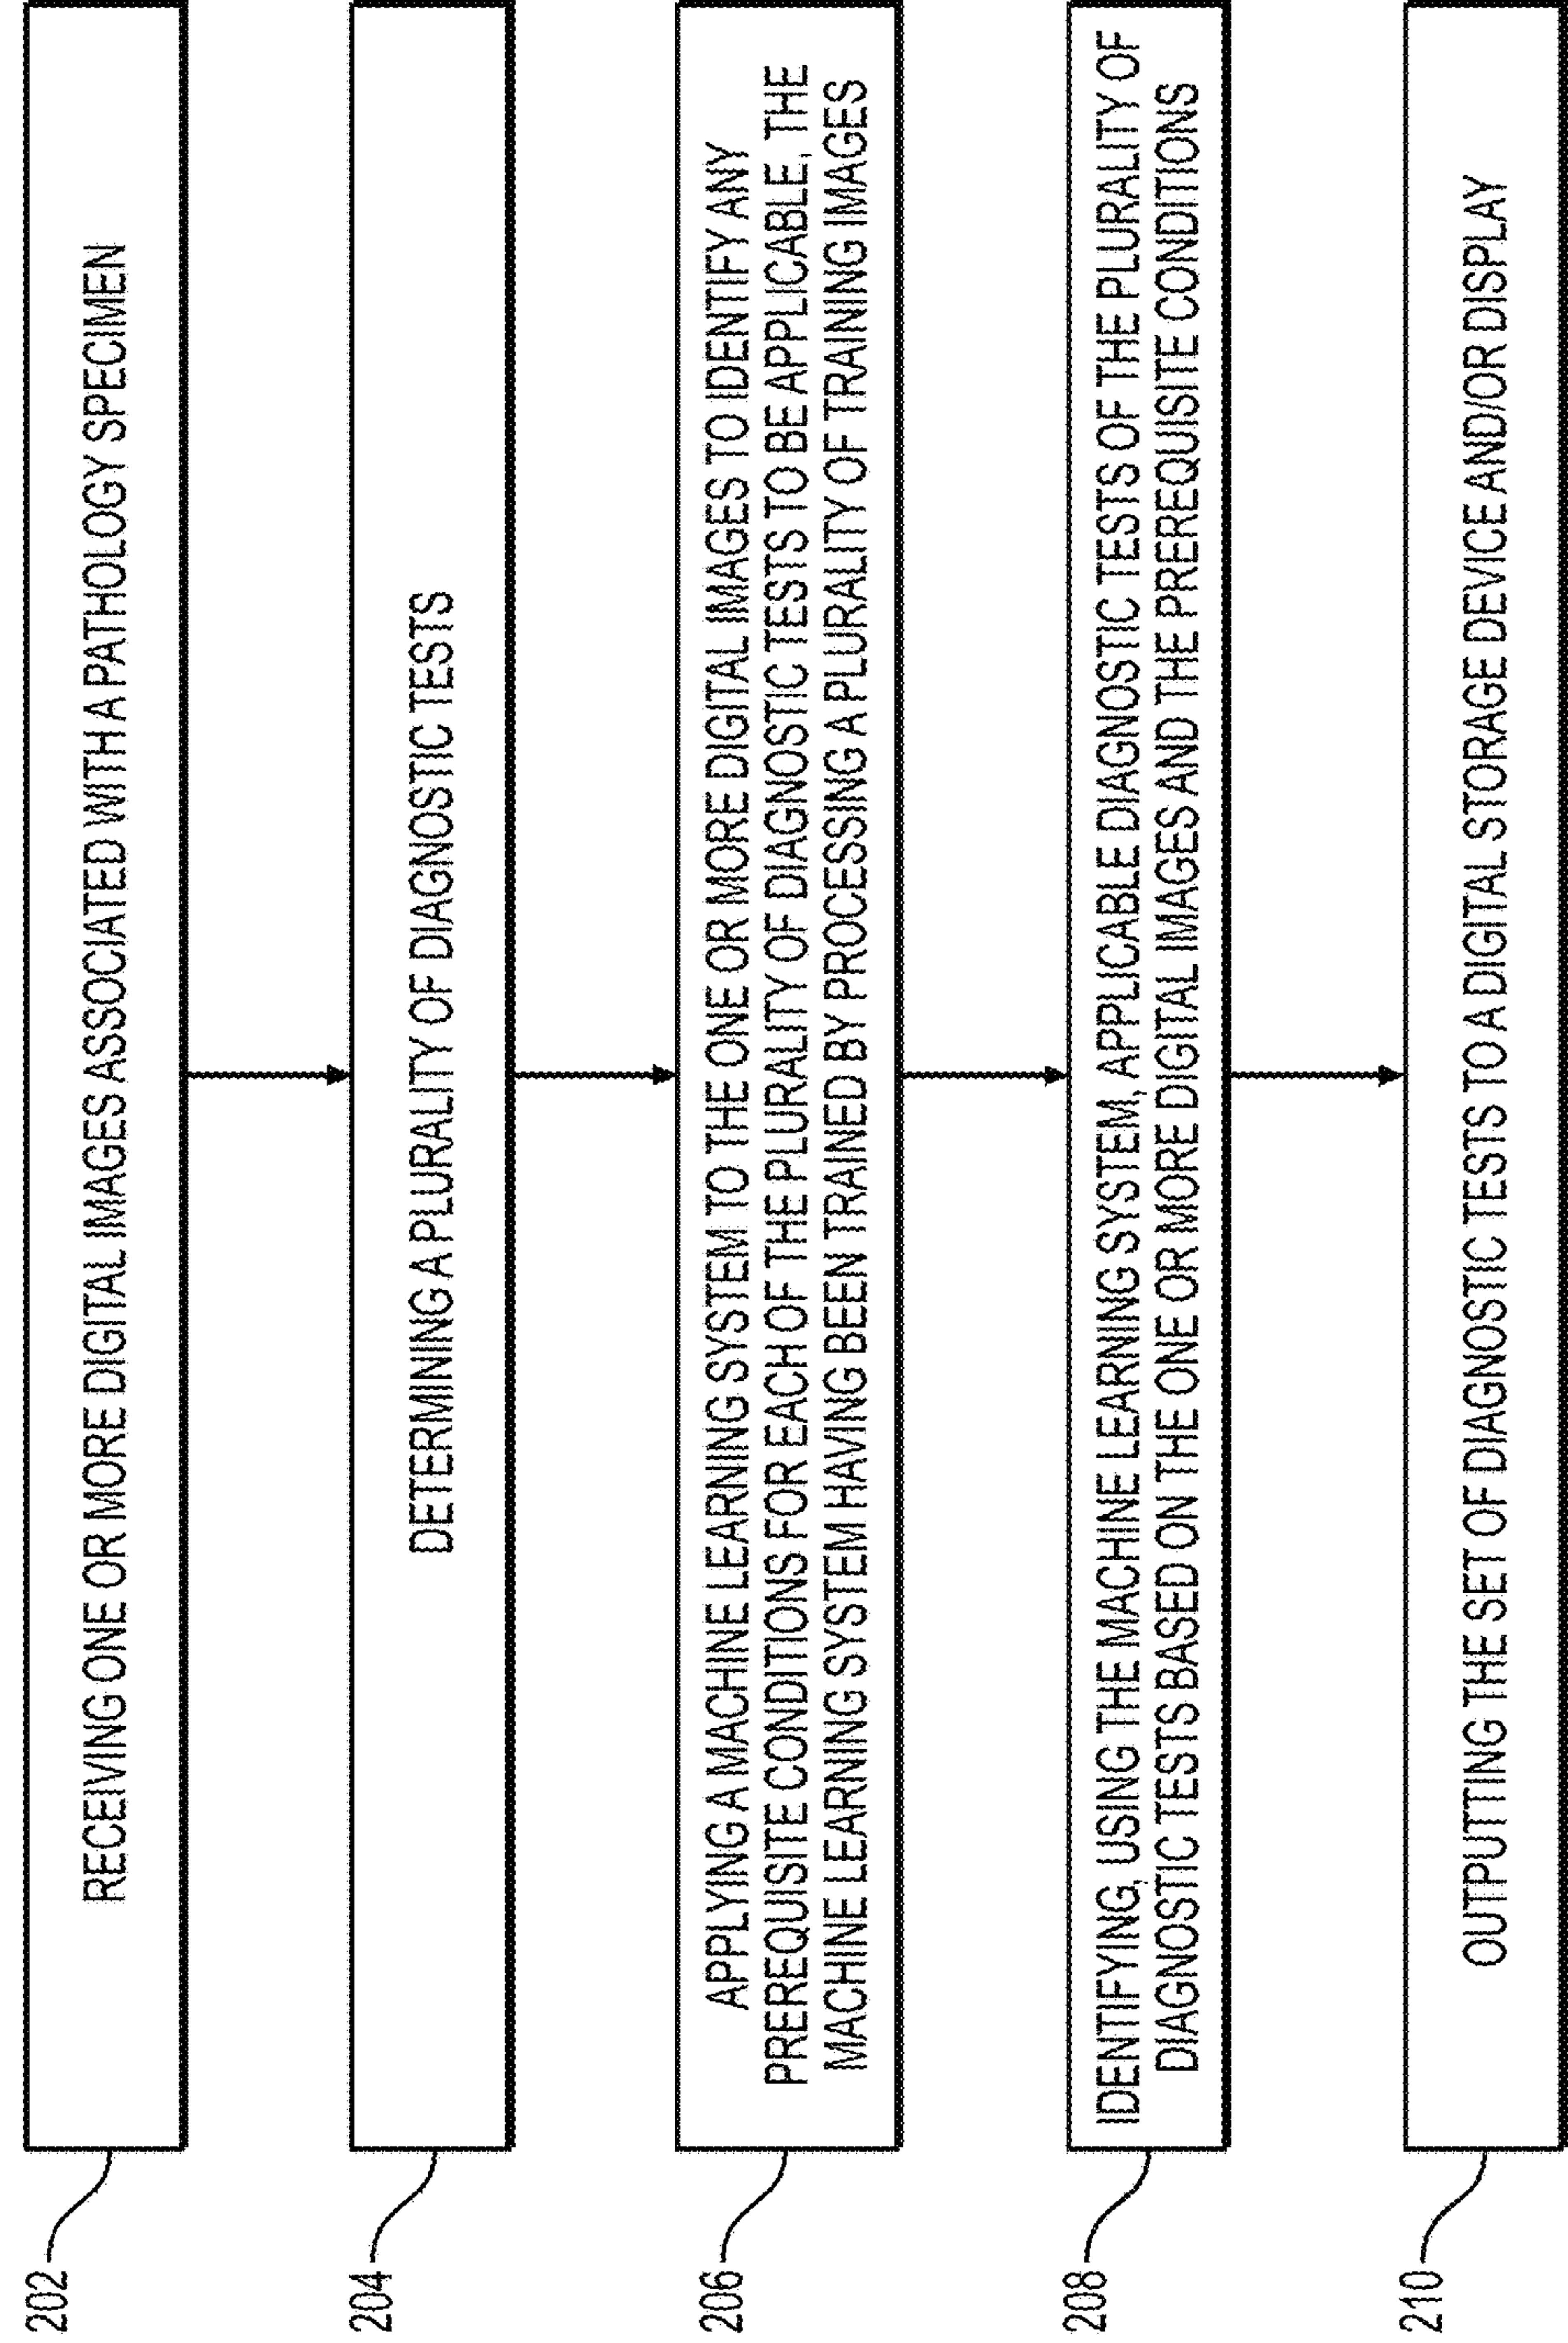 202
RECEIVING ONE OR MORE DIGITAL IMAGES ASSOCIATED WITH A PATHOLOGY SPECIMEN
204
DETERMINING A PLURALITY OF DIAGNOSTIC TESTS
206
APPLYING A MACHINE LEARNING SYSTEM TO THE ONE OR MORE DIGITAL IMAGES TO IDENTIFY ANY
PREREQUISITE CONDITIONS FOR EACH OF THE PLURALITY OF DIAGNOSTIC TESTS TO BE APPLICABLE, THE
MACHINE LEARNING SYSTEM HAVING BEEN TRAINED BY PROCESSING A PLURALITY OF TRAINING IMAGES
208
IDENTIFYING, USING THE MACHINE LEARNING SYSTEM, APPLICABLE DIAGNOSTIC TESTS OF THE PLURALITY OF
DIAGNOSTIC TESTS BASED ON THE ONE OR MORE DIGITAL IMAGES AND THE PREREQUISITE CONDITIONS
210
OUTPUTTING THE SET OF DIAGNOSTIC TESTS TO A DIGITAL STORAGE DEVICE AND/OR DISPLAY